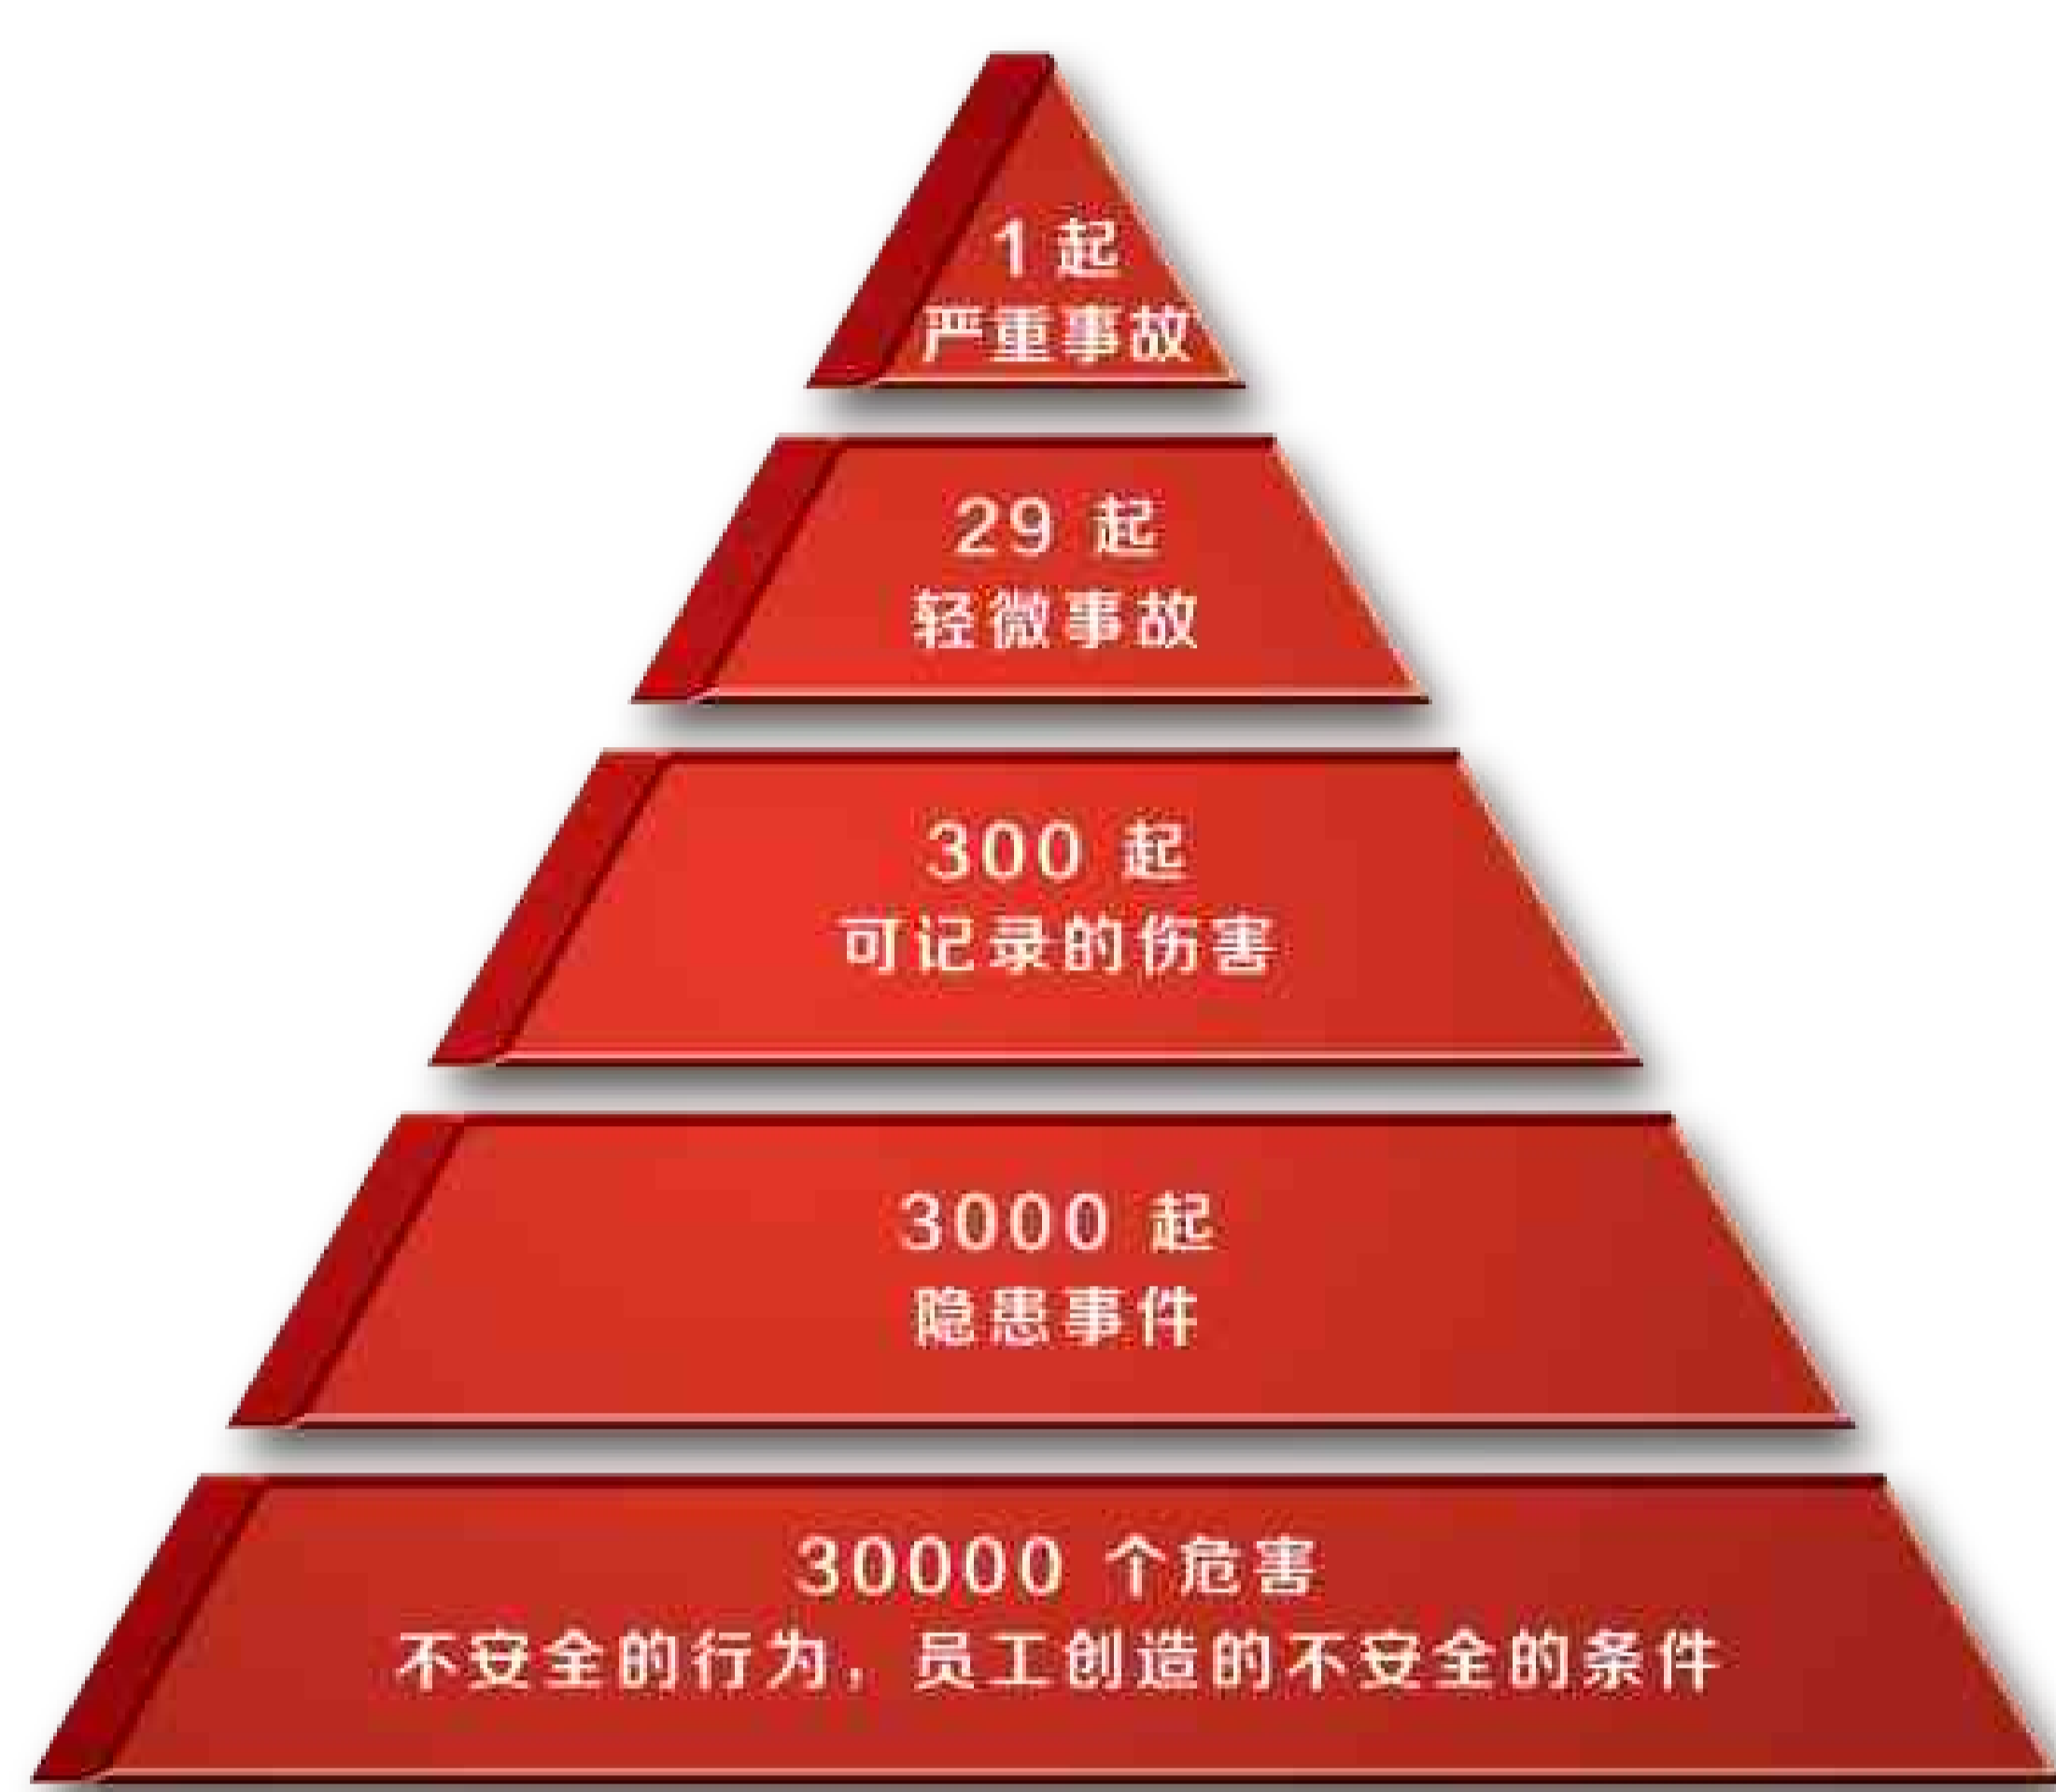 1 起
严重事故
29 起
轻微事故
300 起
可记录的伤害
3000 起
隐患事件
30000 个危害
不安全的行为，员工创造的不安全的条件